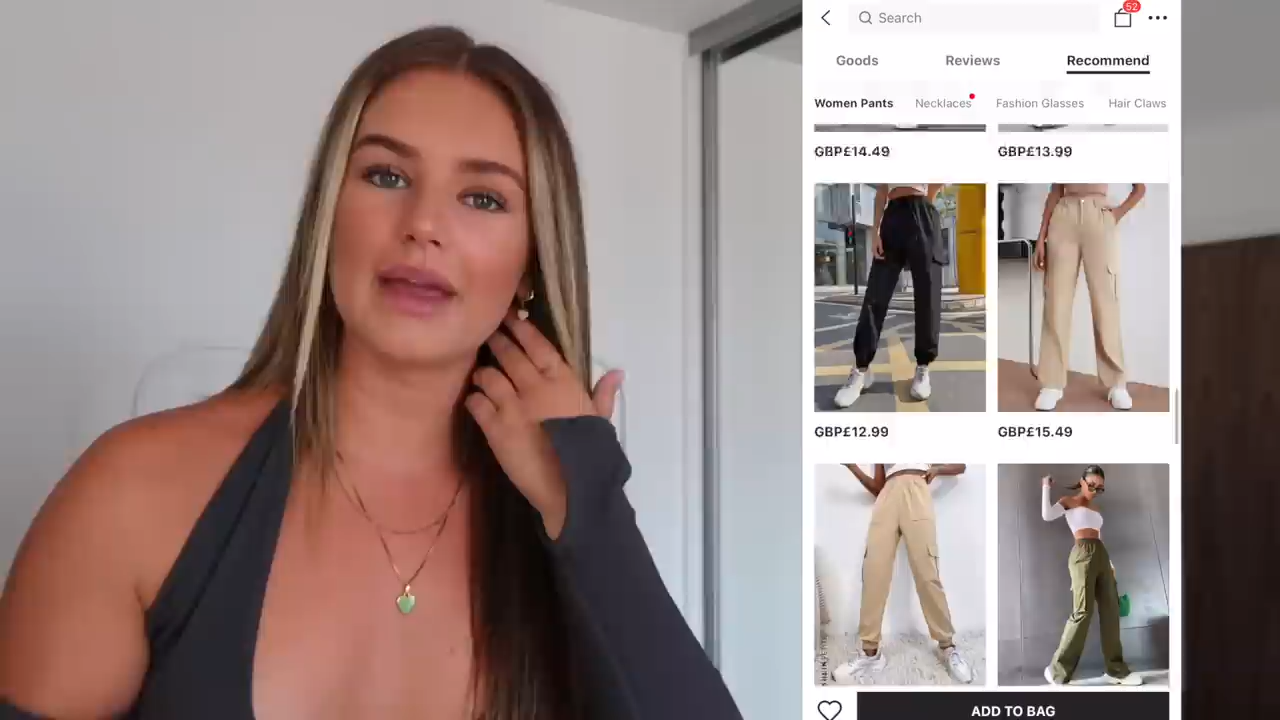 52
Search
Goods Reviews Recommend
Women Pants Necklaces Fashion Glasses Hair Claws
GBP£14.49 GBP£13.99
GBP£12.99 GBP£15.49
ADD TO BAG